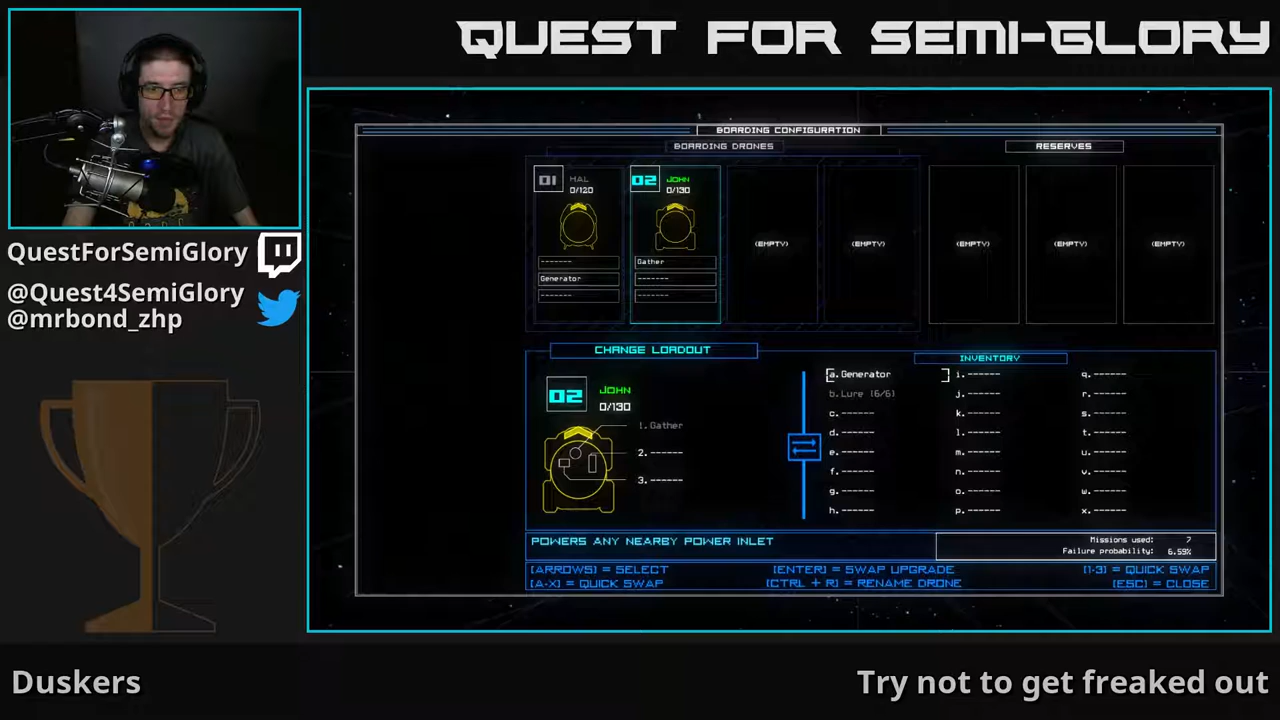 QUEST FOR SEMI-GLORY
QuestForSemiGlory
@Quest4SemiGlory
@mrbond_zhp
BOARDING CONFIGURATION
BOARDING DRONES
RESERVES
01 HAL
0/120
-------
Generator
-------
02 JOHN
0/130
Gather
-------
-------
(EMPTY)
(EMPTY)
(EMPTY)
(EMPTY)
(EMPTY)
CHANGE LOADOUT
02 JOHN
0/130
1. Gather
2. ------
3. ------
INVENTORY
a. Generator
b. Lure (6/6)
c. ------
d. ------
e. ------
f. ------
g. ------
h. ------
i. ------
j. ------
k. ------
l. ------
m. ------
n. ------
o. ------
p. ------
q. ------
r. ------
s. ------
t. ------
u. ------
v. ------
w. ------
x. ------
POWERS ANY NEARBY POWER INLET
Missions used: 7
Failure probability: 6.59%
[ARROWS] = SELECT
[ENTER] = SWAP UPGRADE
[1-3] = QUICK SWAP
[A-X] = QUICK SWAP
[CTRL + R] = RENAME DRONE
[ESC] = CLOSE
Duskers
Try not to get freaked out